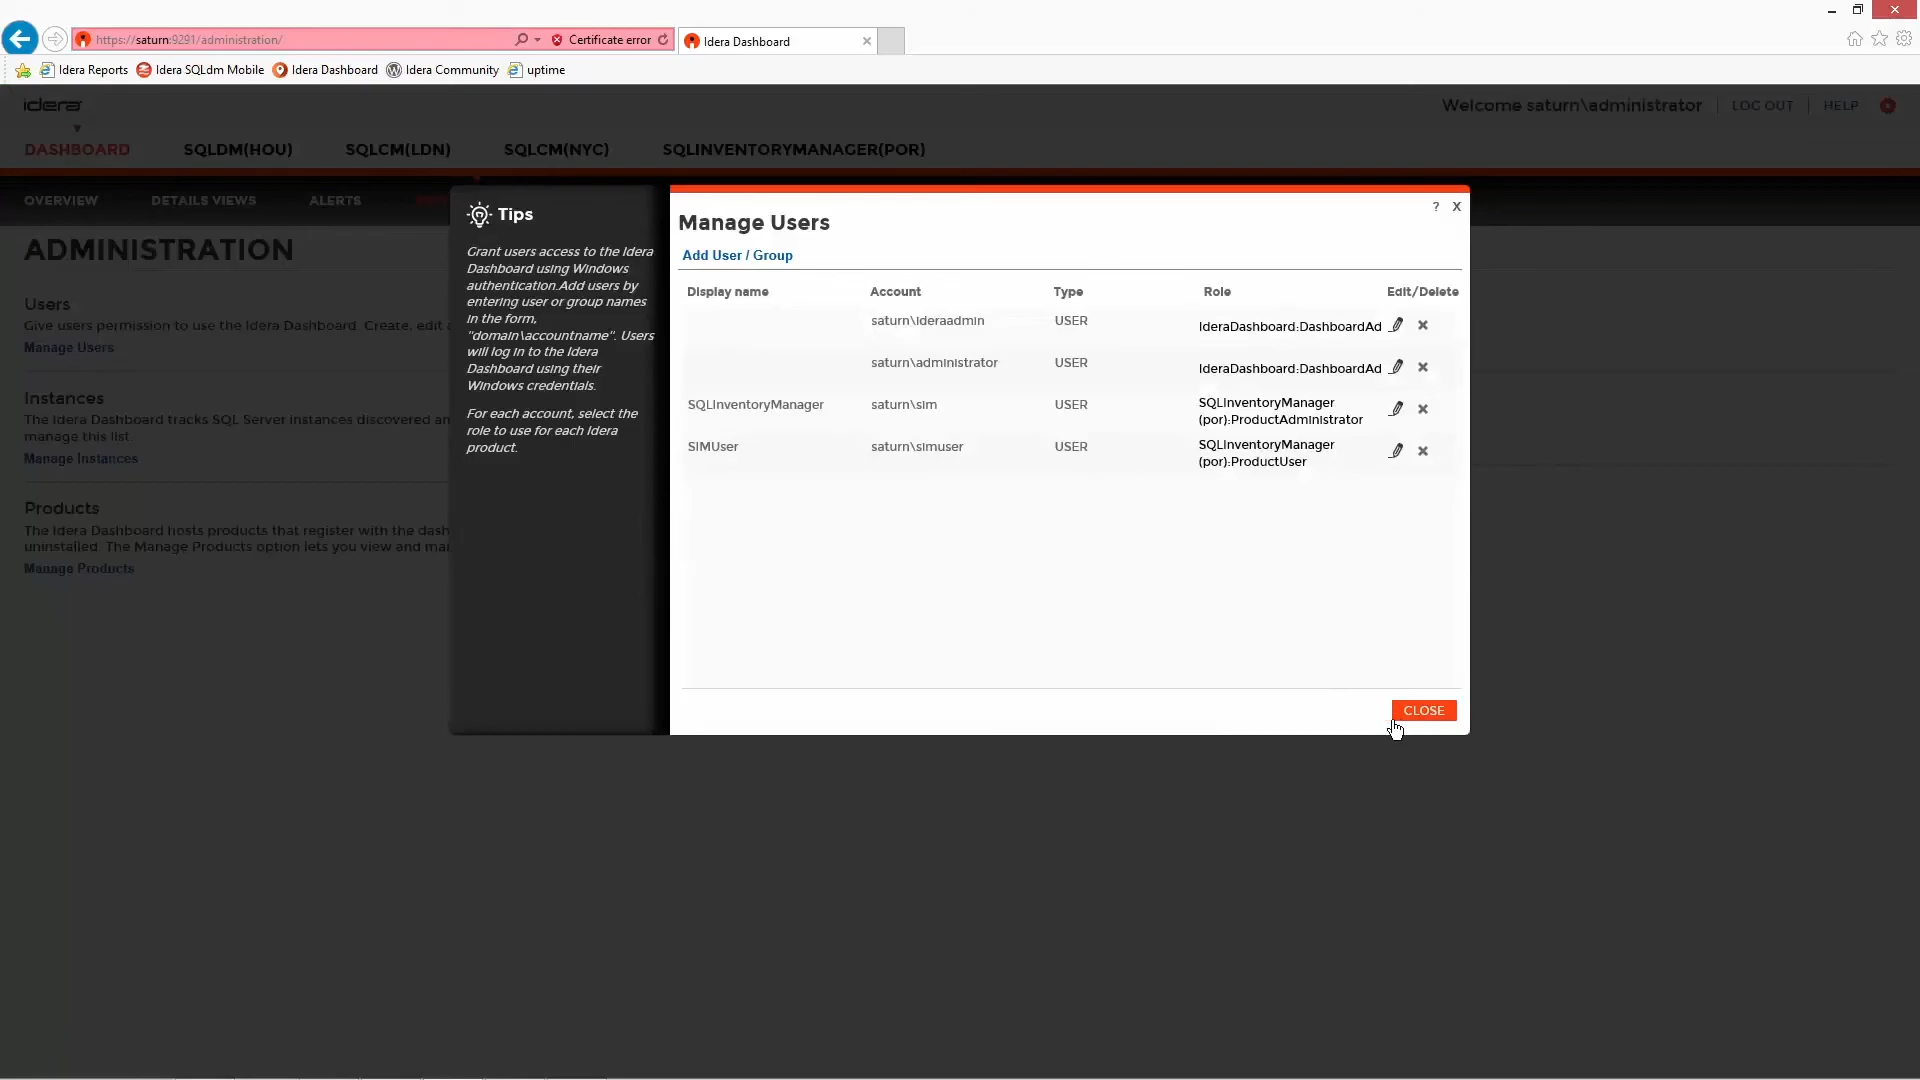 https://saturn:9291/administration/
Certificate error
Idera Dashboard
Idera Reports
Idera SQLdm Mobile
Idera Dashboard
Idera Community
uptime
idera
Welcome saturn\administrator
LOG OUT
HELP
DASHBOARD
SQLDM(HOU)
SQLCM(LDN)
SQLCM(NYC)
SQLINVENTORYMANAGER(POR)
OVERVIEW
DETAILS VIEWS
ALERTS
ADMINISTRATION
Users
Give users permission to use the Idera Dashboard. Create, edit
Manage Users
Instances
The Idera Dashboard tracks SQL Server instances discovered an
manage this list.
Manage Instances
Products
The Idera Dashboard hosts products that register with the dash
uninstalled. The Manage Products option lets you view and ma
Manage Products
Tips
Grant users access to the Idera
Dashboard using Windows
authentication.Add users by
entering user or group names
in the form,
"domain\accountname". Users
will log in to the Idera
Dashboard using their
Windows credentials.
For each account, select the
role to use for each Idera
product.
? X
Manage Users
Add User / Group
Display name Account Type Role Edit/Delete
saturn\ideraadmin USER IderaDashboard:DashboardAd
saturn\administrator USER IderaDashboard:DashboardAd
SQLInventoryManager saturn\sim USER SQLInventoryManager
(por):ProductAdministrator
SIMUser saturn\simuser USER SQLInventoryManager
(por):ProductUser
CLOSE